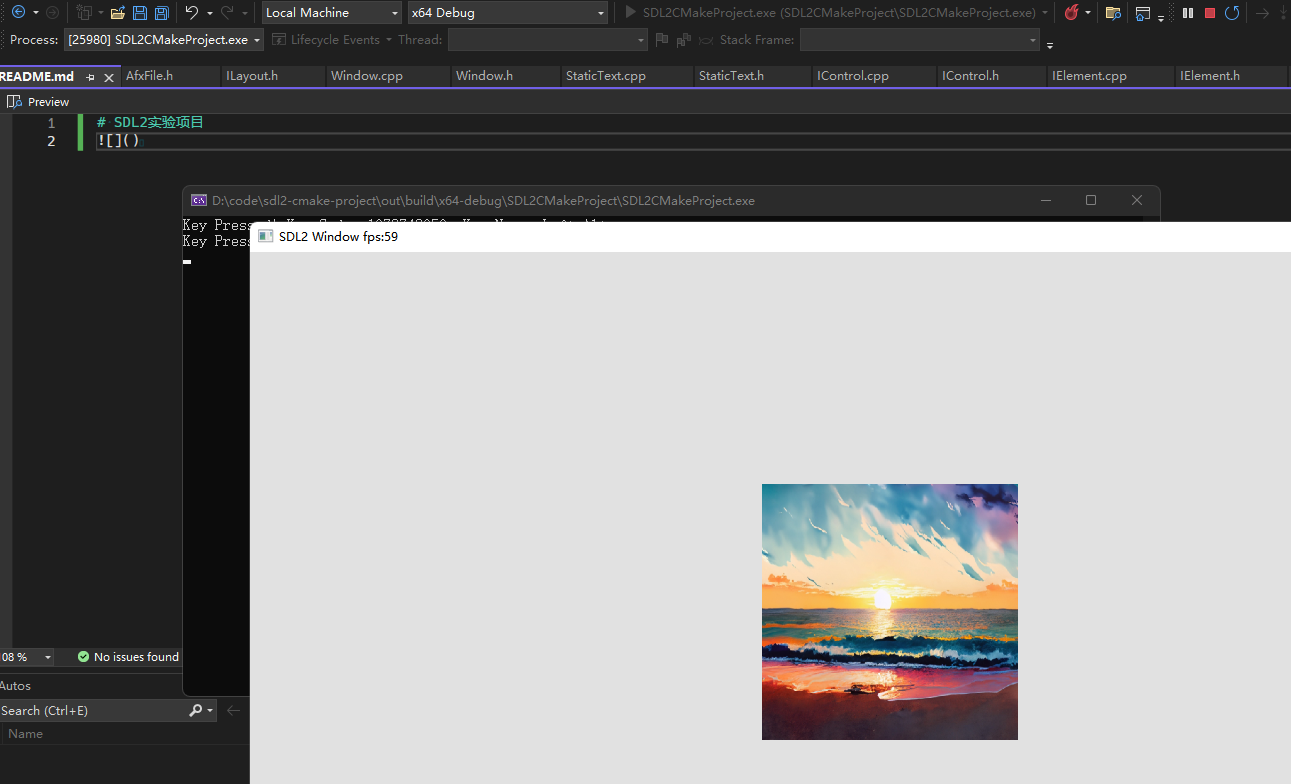 Local Machine x64 Debug SDL2CMakeProject.exe (SDL2CMakeProject\SDL2CMakeProject.exe)
Process: [25980] SDL2CMakeProject.exe Lifecycle Events Thread: Stack Frame:
README.md AfxFile.h ILayout.h Window.cpp Window.h StaticText.cpp StaticText.h IControl.cpp IControl.h IElement.cpp IElement.h
Preview
1 # SDL2实验项目
2 ![]()
D:\code\sdl2-cmake-project\out\build\x64-debug\SDL2CMakeProject\SDL2CMakeProject.exe
Key Press
Key Press
SDL2 Window fps:59
08 % No issues found
Autos
Search (Ctrl+E)
Name